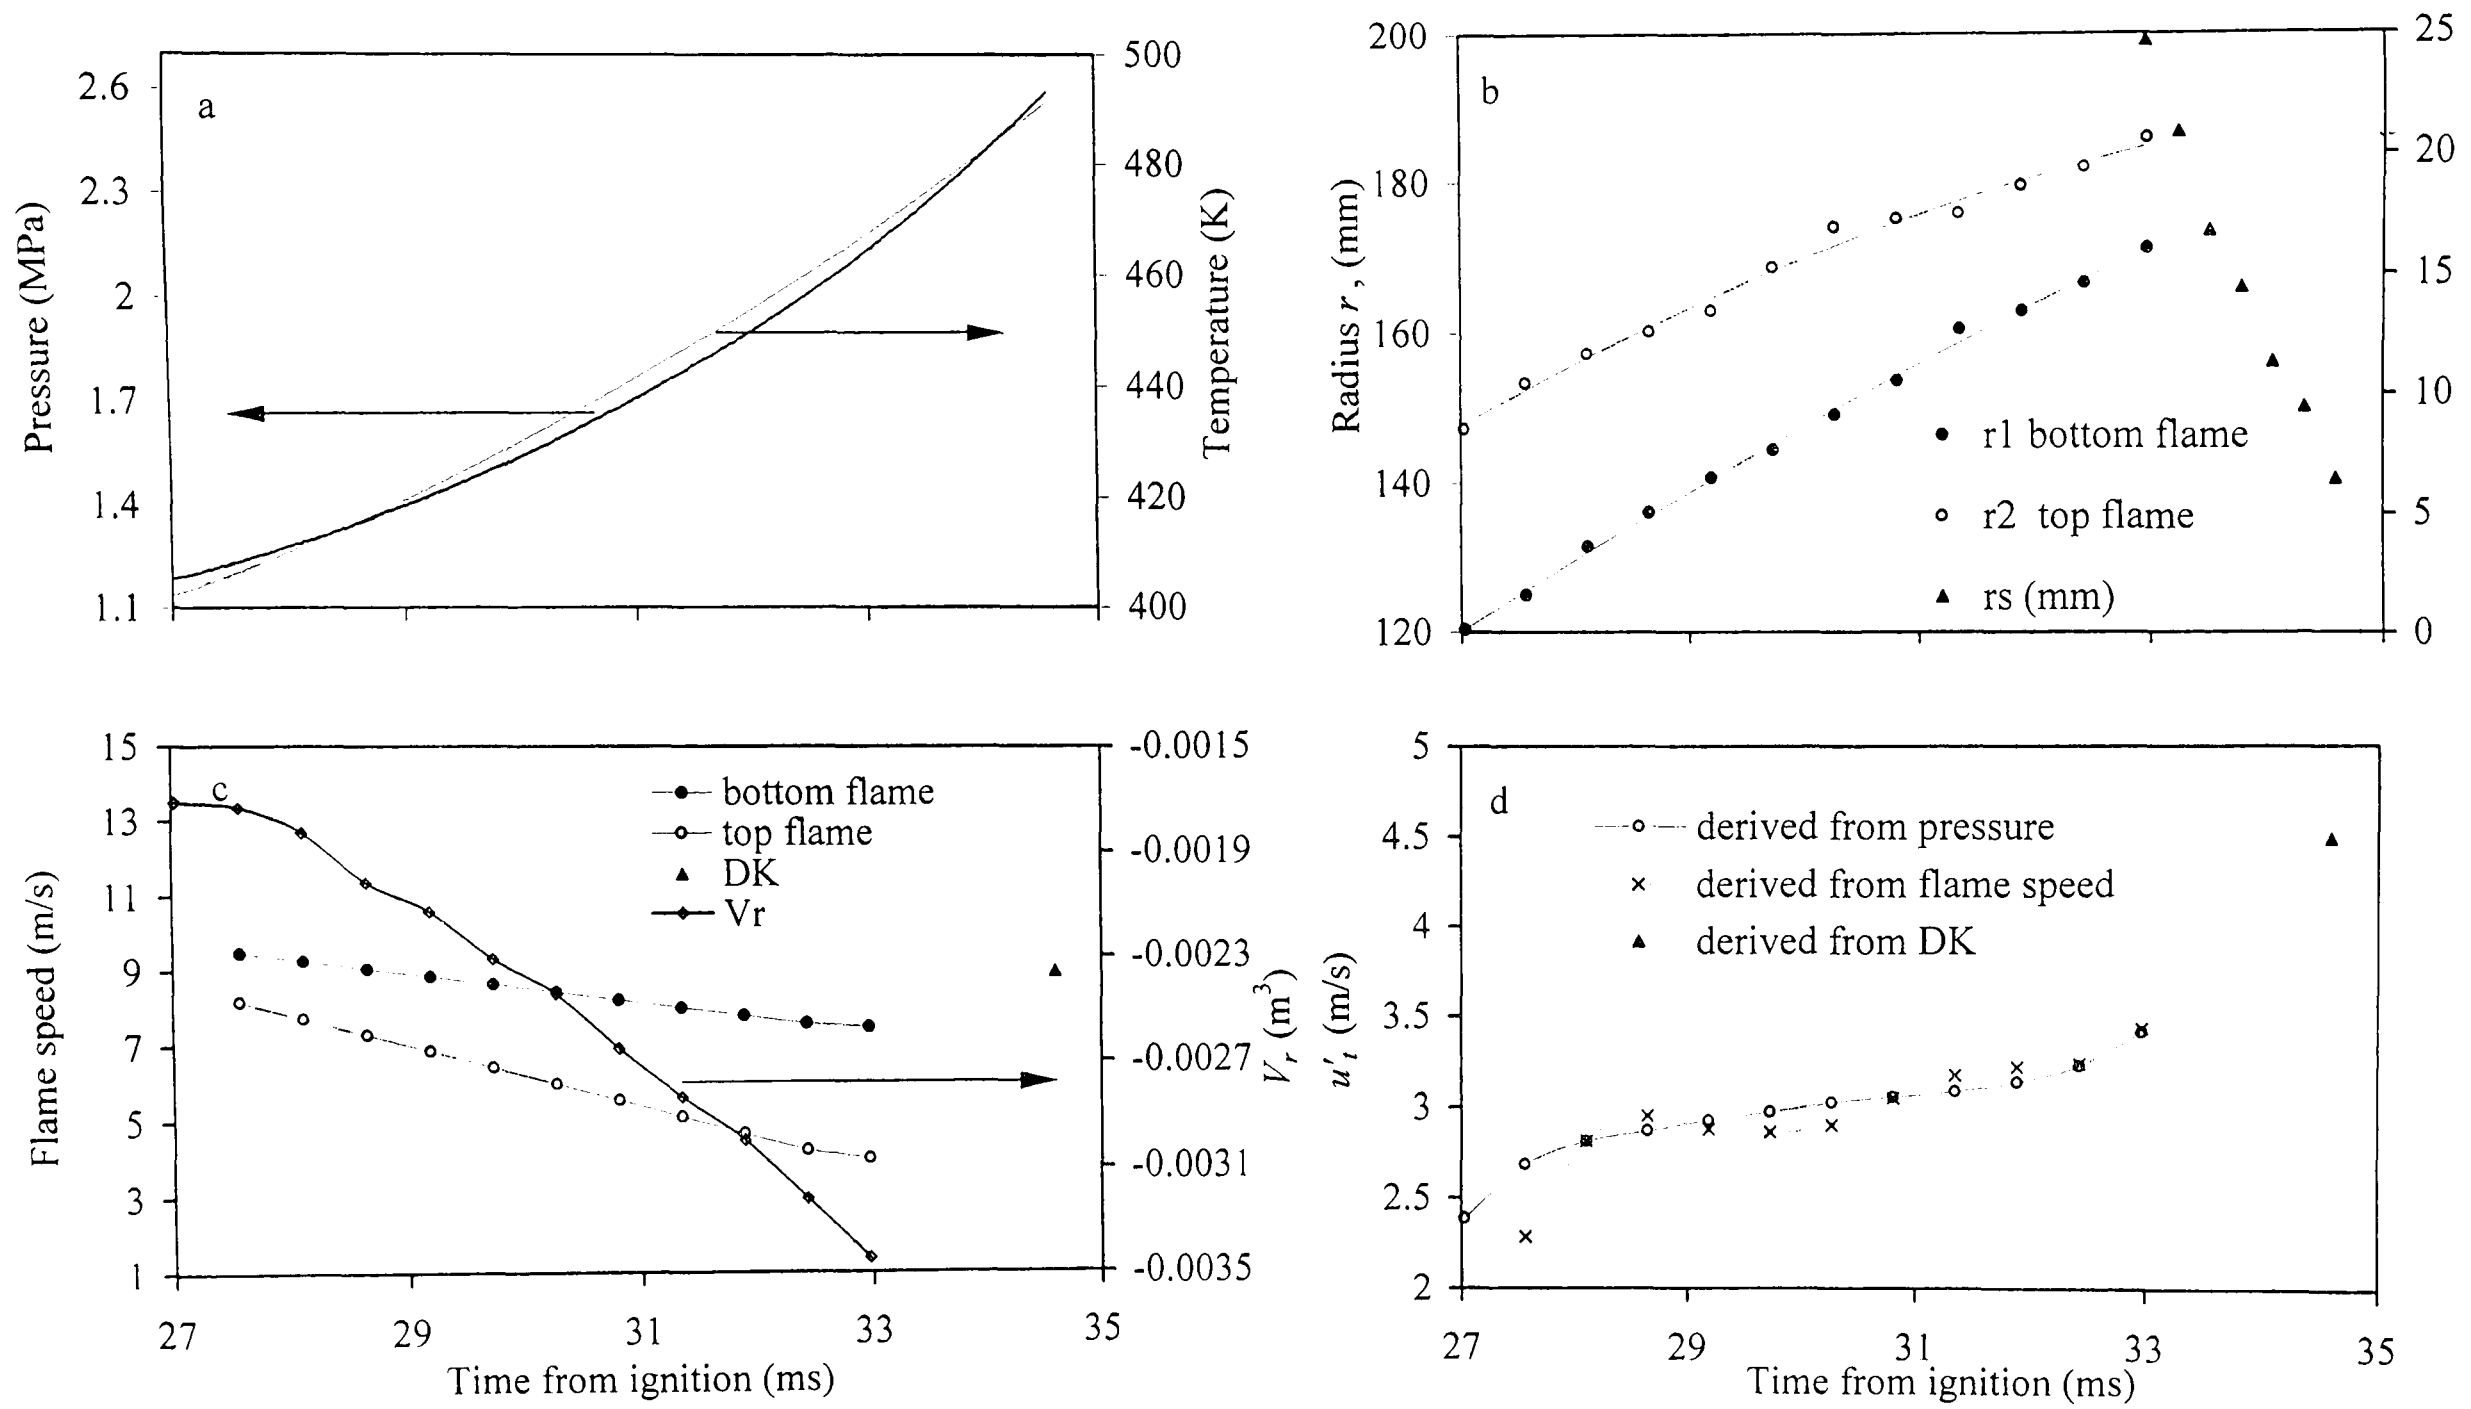 a
2.6
2.3
2
1.7
1.4
1.1
Pressure (MPa)
500
480
460
440
420
400
Temperature (K)
b
200
180
160
140
120
Radius r , (mm)
25
20
15
10
5
0
r1 bottom flame
r2 top flame
rs (mm)
c
15
13
11
9
7
5
3
1
Flame speed (m/s)
bottom flame
top flame
DK
Vr
-0.0015
-0.0019
-0.0023
-0.0027
-0.0031
-0.0035
V_r (m³)
27 29 31 33 35
Time from ignition (ms)
d
5
4.5
4
3.5
3
2.5
2
u'_t (m/s)
derived from pressure
derived from flame speed
derived from DK
27 29 31 33 35
Time from ignition (ms)